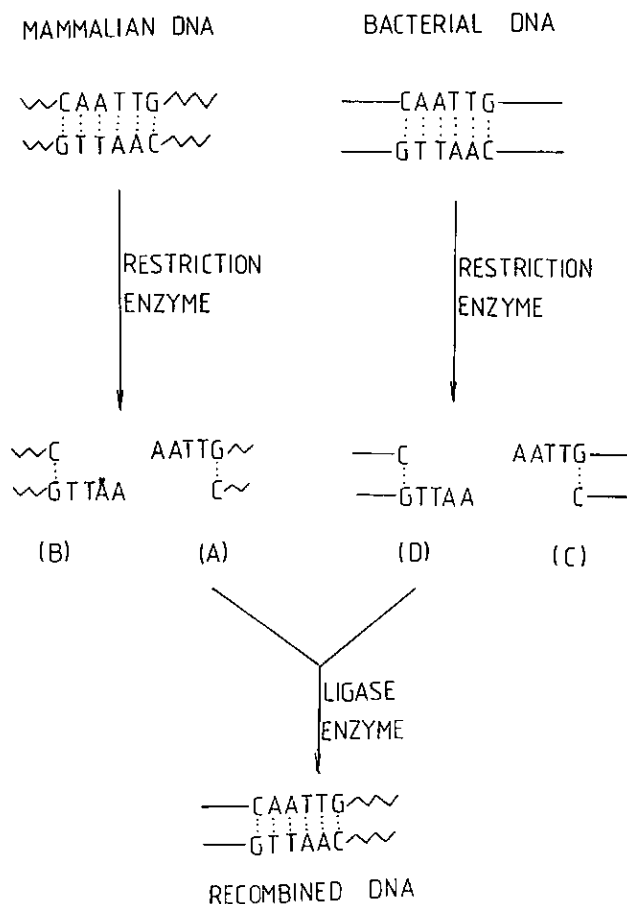 MAMMALIAN DNA
BACTERIAL DNA
CAATTG
GTTAAC
CAATTG
GTTAAC
RESTRICTION
ENZYME
RESTRICTION
ENZYME
C
GTTAA
(B)
AATTG
C
(A)
C
GTTAA
(D)
AATTG
C
(C)
LIGASE
ENZYME
CAATTG
GTTAAC
RECOMBINED DNA